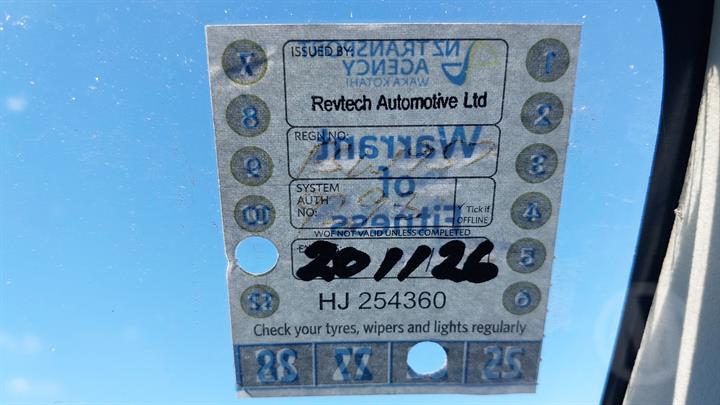 ISSUED BY:
NZ TRANSPORT
AGENCY
WAKA KOTAHI
Revtech Automotive Ltd
REGN NO:
Warrant
of
Fitness
SYSTEM
AUTH
NO:
Y Tick if
OFFLINE
WOF NOT VALID UNLESS COMPLETED
20 11 26
HJ 254360
Check your tyres, wipers and lights regularly
7 1
8 2
9 3
10 4
5
12 6
28 27 25